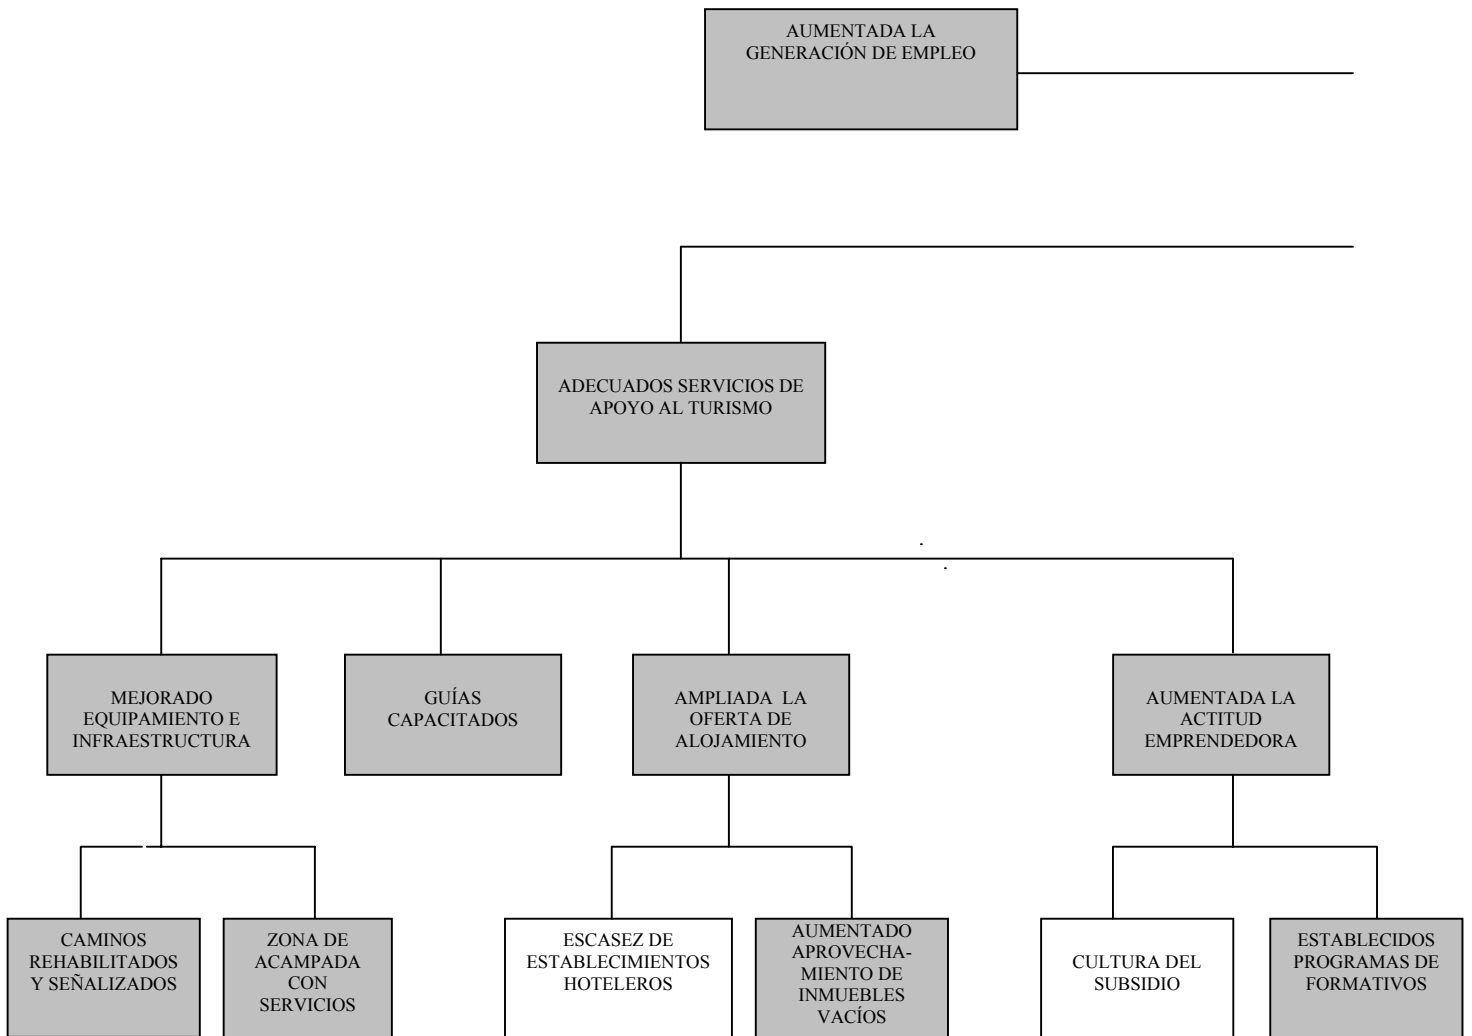 AUMENTADA LA
GENERACIÓN DE EMPLEO
ADECUADOS SERVICIOS DE
APOYO AL TURISMO
MEJORADO
EQUIPAMIENTO E
INFRAESTRUCTURA
GUÍAS
CAPACITADOS
AMPLIADA LA
OFERTA DE
ALOJAMIENTO
AUMENTADA LA
ACTITUD
EMPRENDEDORA
CAMINOS
REHABILITADOS
Y SEÑALIZADOS
ZONA DE
ACAMPADA
CON
SERVICIOS
ESCASEZ DE
ESTABLECIMIENTOS
HOTELEROS
AUMENTADO
APROVECHA-
MIENTO DE
INMUEBLES
VACÍOS
CULTURA DEL
SUBSIDIO
ESTABLECIDOS
PROGRAMAS DE
FORMATIVOS